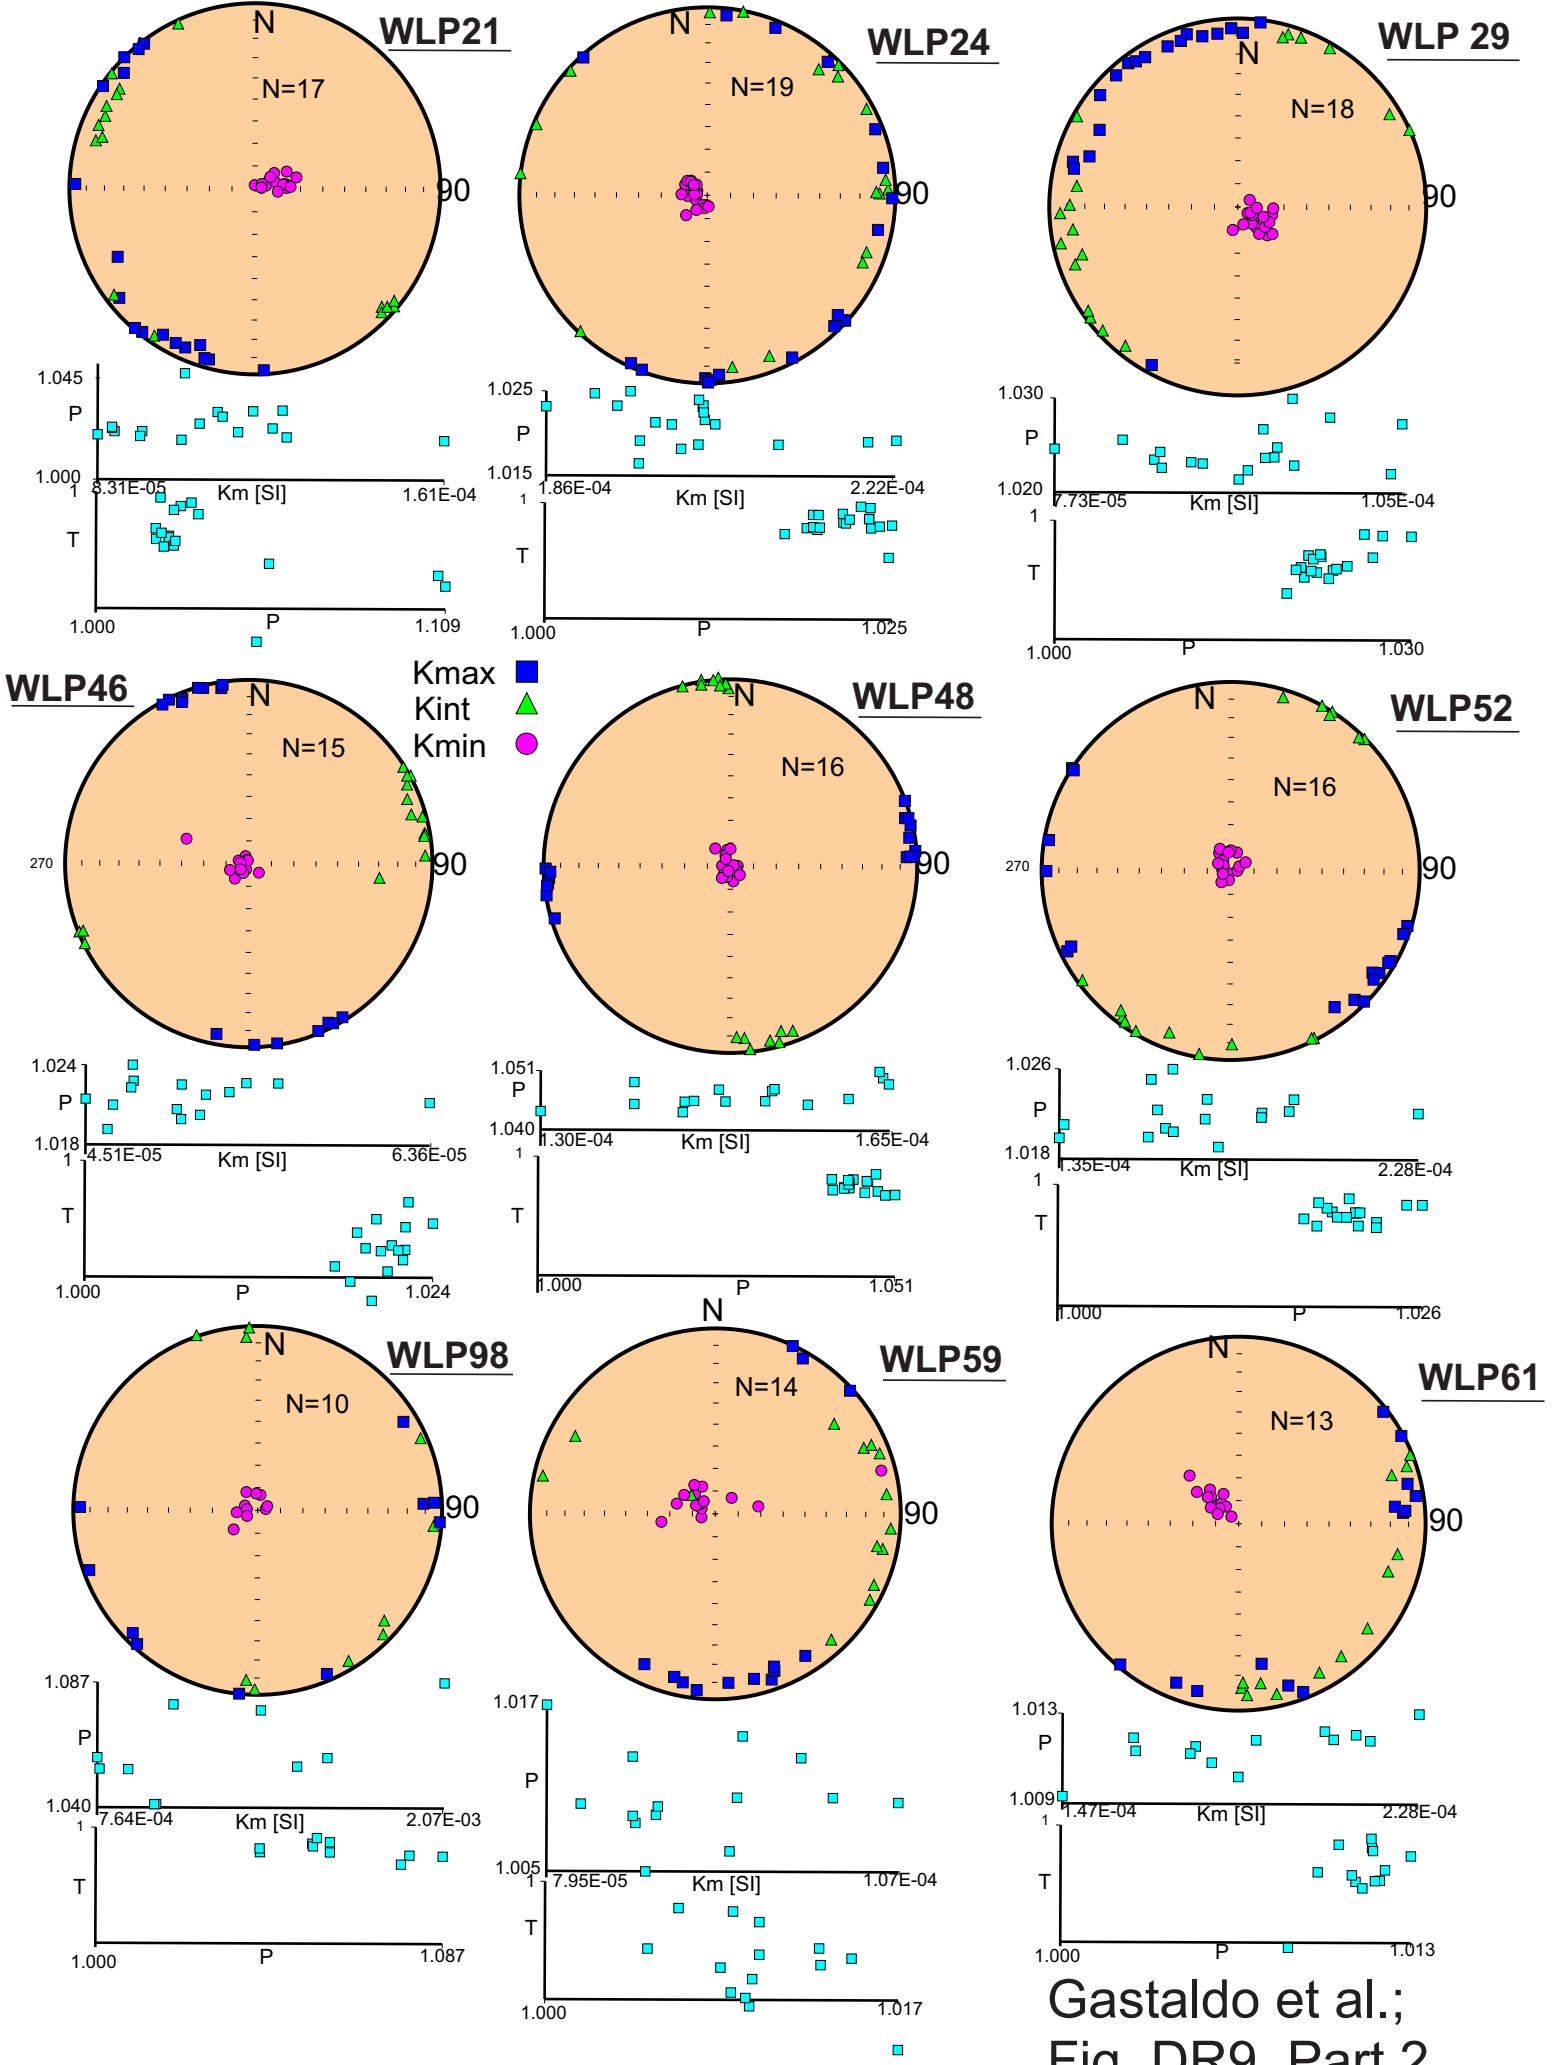 WLP21
N
N=17
90
1.045
P
1.000
8.31E-05
Km [SI]
1.61E-04
1
T
1.000
P
1.109
WLP24
N
N=19
90
1.025
P
1.015
1.86E-04
Km [SI]
2.22E-04
1
T
1.000
P
1.025
WLP 29
N
N=18
90
1.030
P
1.020
7.73E-05
Km [SI]
1.05E-04
1
T
1.000
P
1.030
Kmax
Kint
Kmin
WLP46
N
N=15
270
90
1.024
P
1.018
4.51E-05
Km [SI]
6.36E-05
1
T
1.000
P
1.024
WLP48
N
N=16
90
1.051
P
1.040
1.30E-04
Km [SI]
1.65E-04
1
T
1.000
P
1.051
WLP52
N
N=16
270
90
1.026
P
1.018
1.35E-04
Km [SI]
2.28E-04
1
T
1.000
P
1.026
WLP98
N
N=10
90
1.087
P
1.040
7.64E-04
Km [SI]
2.07E-03
1
T
1.000
P
1.087
WLP59
N
N=14
90
1.017
P
1.005
7.95E-05
Km [SI]
1.07E-04
1
T
1.000
P
1.017
WLP61
N
N=13
90
1.013
P
1.009
1.47E-04
Km [SI]
2.28E-04
1
T
1.000
P
1.013
Gastaldo et al.;
Fig. DR9, Part 2